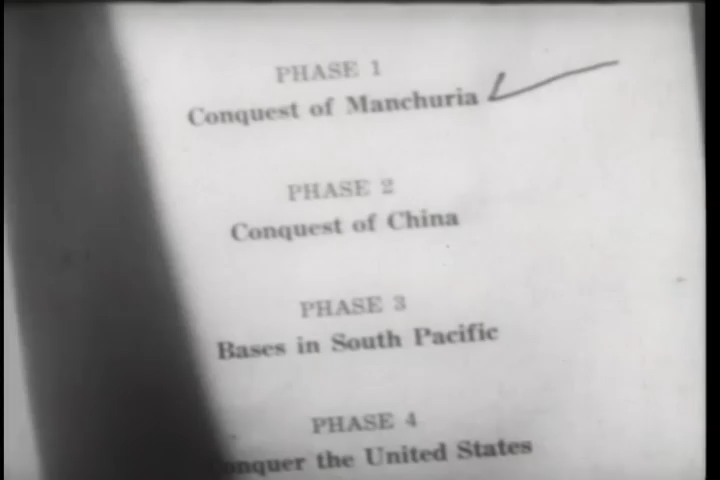 PHASE 1
Conquest of Manchuria
PHASE 2
Conquest of China
PHASE 3
Bases in South Pacific
PHASE 4
the United States